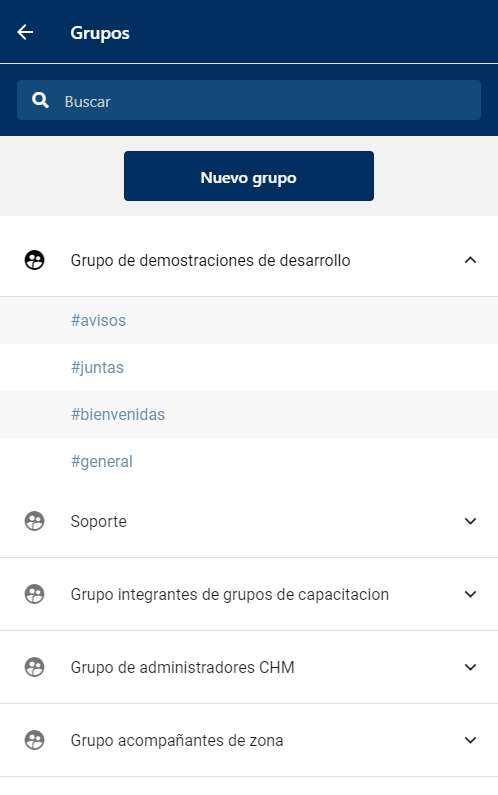 Grupos
Buscar
Nuevo grupo
Grupo de demostraciones de desarrollo
#avisos
#juntas
#bienvenidas
#general
Soporte
Grupo integrantes de grupos de capacitacion
Grupo de administradores CHM
Grupo acompañantes de zona